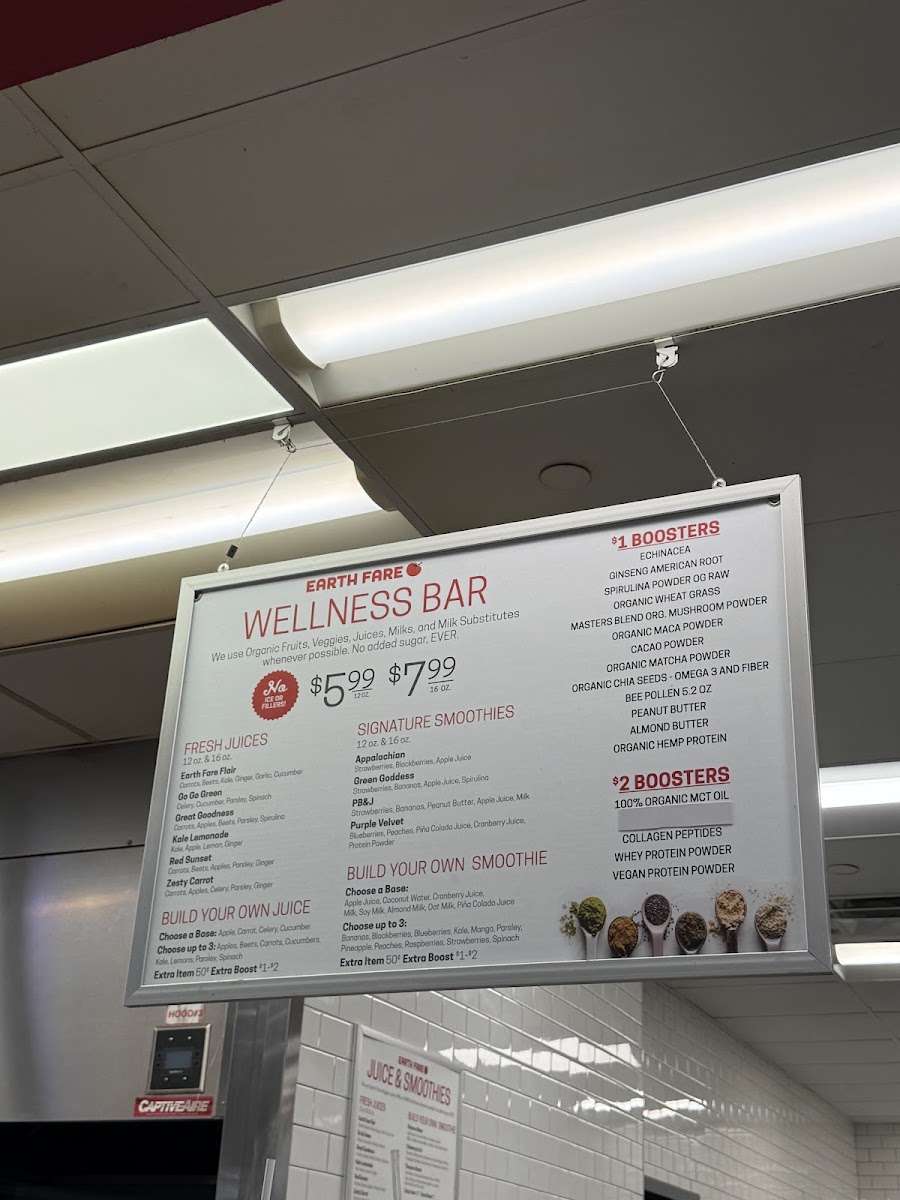 EARTH FARE
WELLNESS BAR
We use Organic Fruits, Veggies, Juices, Milks, and Milk Substitutes
whenever possible. No added sugar, EVER.
No
ICE OR
FILLERS!
$5.99 $7.99
12 OZ. 16 OZ.
FRESH JUICES
12 oz. & 16 oz.
Earth Fare Flair
Carrots, Beets, Kale, Ginger, Garlic, Cucumber
Go Go Green
Celery, Cucumber, Parsley, Spinach
Great Goodness
Carrots, Apples, Beets, Parsley, Spirulina
Kale Lemonade
Kale, Apple, Lemon, Ginger
Red Sunset
Carrots, Beets, Apples, Parsley, Ginger
Zesty Carrot
Carrots, Apples, Celery, Parsley, Ginger
BUILD YOUR OWN JUICE
Choose a Base: Apple, Carrot, Celery, Cucumber
Choose up to 3: Apples, Beets, Carrots, Cucumbers,
Kale, Lemons, Parsley, Spinach
Extra Item 50¢ Extra Boost $1-$2
SIGNATURE SMOOTHIES
12 oz. & 16 oz.
Appalachian
Strawberries, Blackberries, Apple Juice
Green Goddess
Strawberries, Bananas, Apple Juice, Spirulina
PB&J
Strawberries, Bananas, Peanut Butter, Apple Juice, Milk
Purple Velvet
Blueberries, Peaches, Piña Colada Juice, Cranberry Juice,
Protein Powder
BUILD YOUR OWN SMOOTHIE
Choose a Base:
Apple Juice, Coconut Water, Cranberry Juice,
Milk, Soy Milk, Almond Milk, Oat Milk, Piña Colada Juice
Choose up to 3:
Bananas, Blackberries, Blueberries, Kale, Mango, Parsley,
Pineapple, Peaches, Raspberries, Strawberries, Spinach
Extra Item 50¢ Extra Boost $1-$2
$1 BOOSTERS
ECHINACEA
GINSENG AMERICAN ROOT
SPIRULINA POWDER OG RAW
ORGANIC WHEAT GRASS
MASTERS BLEND ORG. MUSHROOM POWDER
ORGANIC MACA POWDER
CACAO POWDER
ORGANIC MATCHA POWDER
ORGANIC CHIA SEEDS - OMEGA 3 AND FIBER
BEE POLLEN 5.2 OZ
PEANUT BUTTER
ALMOND BUTTER
ORGANIC HEMP PROTEIN
$2 BOOSTERS
100% ORGANIC MCT OIL
COLLAGEN PEPTIDES
WHEY PROTEIN POWDER
VEGAN PROTEIN POWDER
HOOD#3
CAPTIVEAIRE
EARTH FARE
JUICE & SMOOTHIES
FRESH JUICES
BUILD YOUR OWN SMOOTHIE